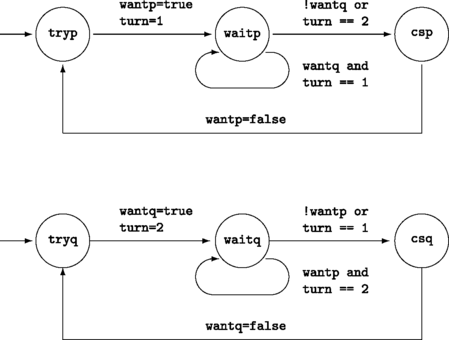 wantp=true
turn=1
!wantq or
turn == 2
tryp
waitp
csp
wantq and
turn == 1
wantp=false
wantq=true
turn=2
!wantp or
turn == 1
tryq
waitq
csq
wantp and
turn == 2
wantq=false